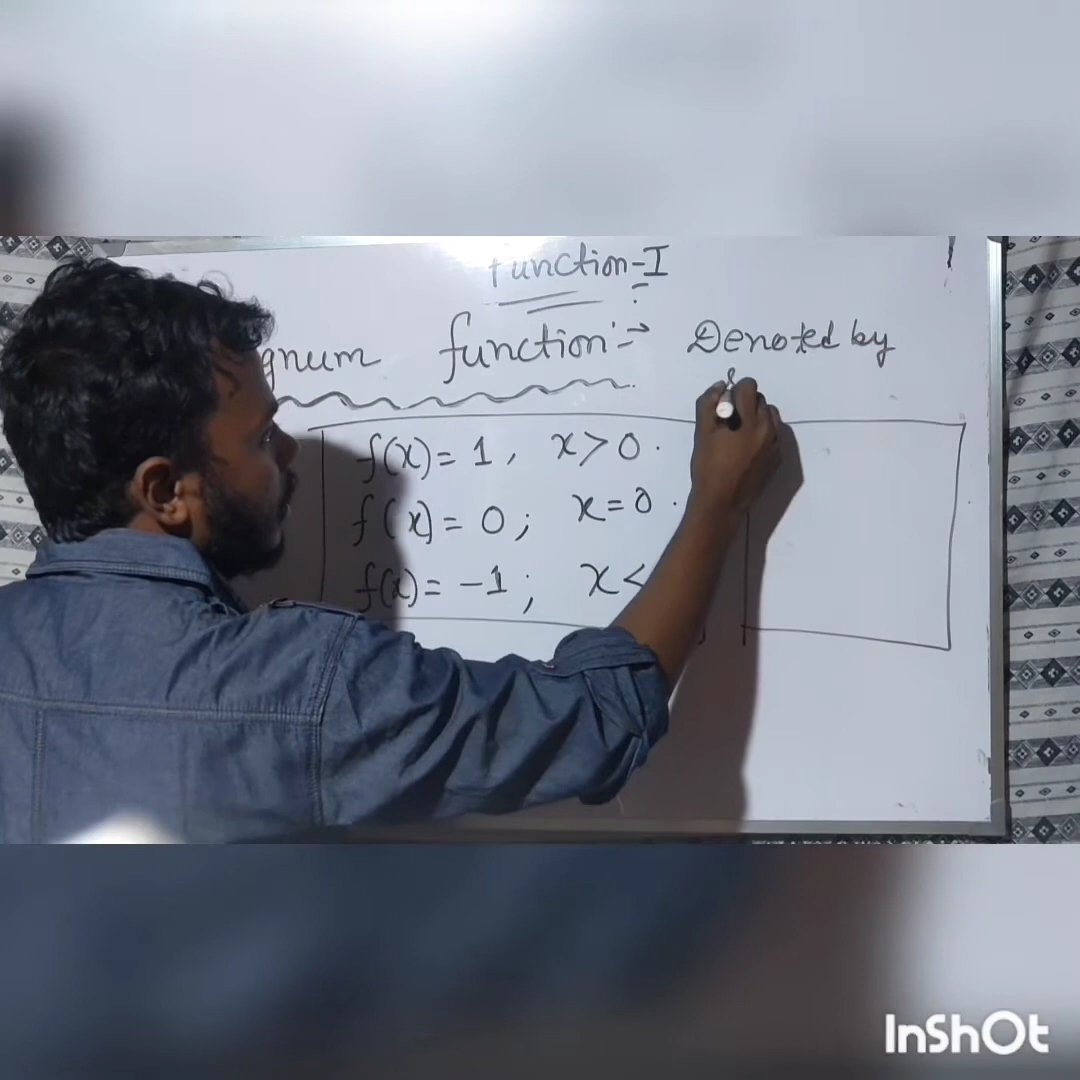 Function-I
gnum function:→ Denoted by
f(x) = 1, x > 0.
f(x) = 0; x = 0.
f(x) = -1; x <
InShOt